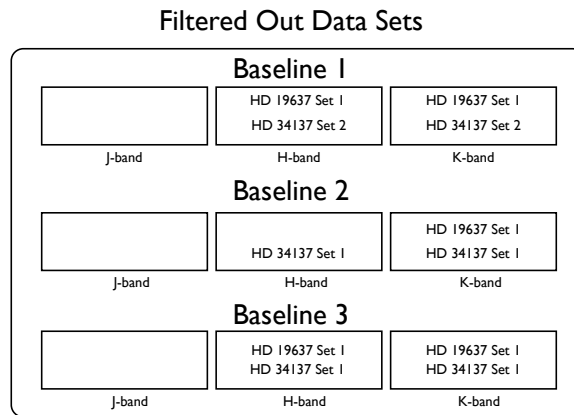 Filtered Out Data Sets
Baseline 1
HD 19637 Set 1
HD 34137 Set 2
HD 19637 Set 1
HD 34137 Set 2
J-band
H-band
K-band
Baseline 2
HD 34137 Set 1
HD 19637 Set 1
HD 34137 Set 1
J-band
H-band
K-band
Baseline 3
HD 19637 Set 1
HD 34137 Set 1
HD 19637 Set 1
HD 34137 Set 1
J-band
H-band
K-band